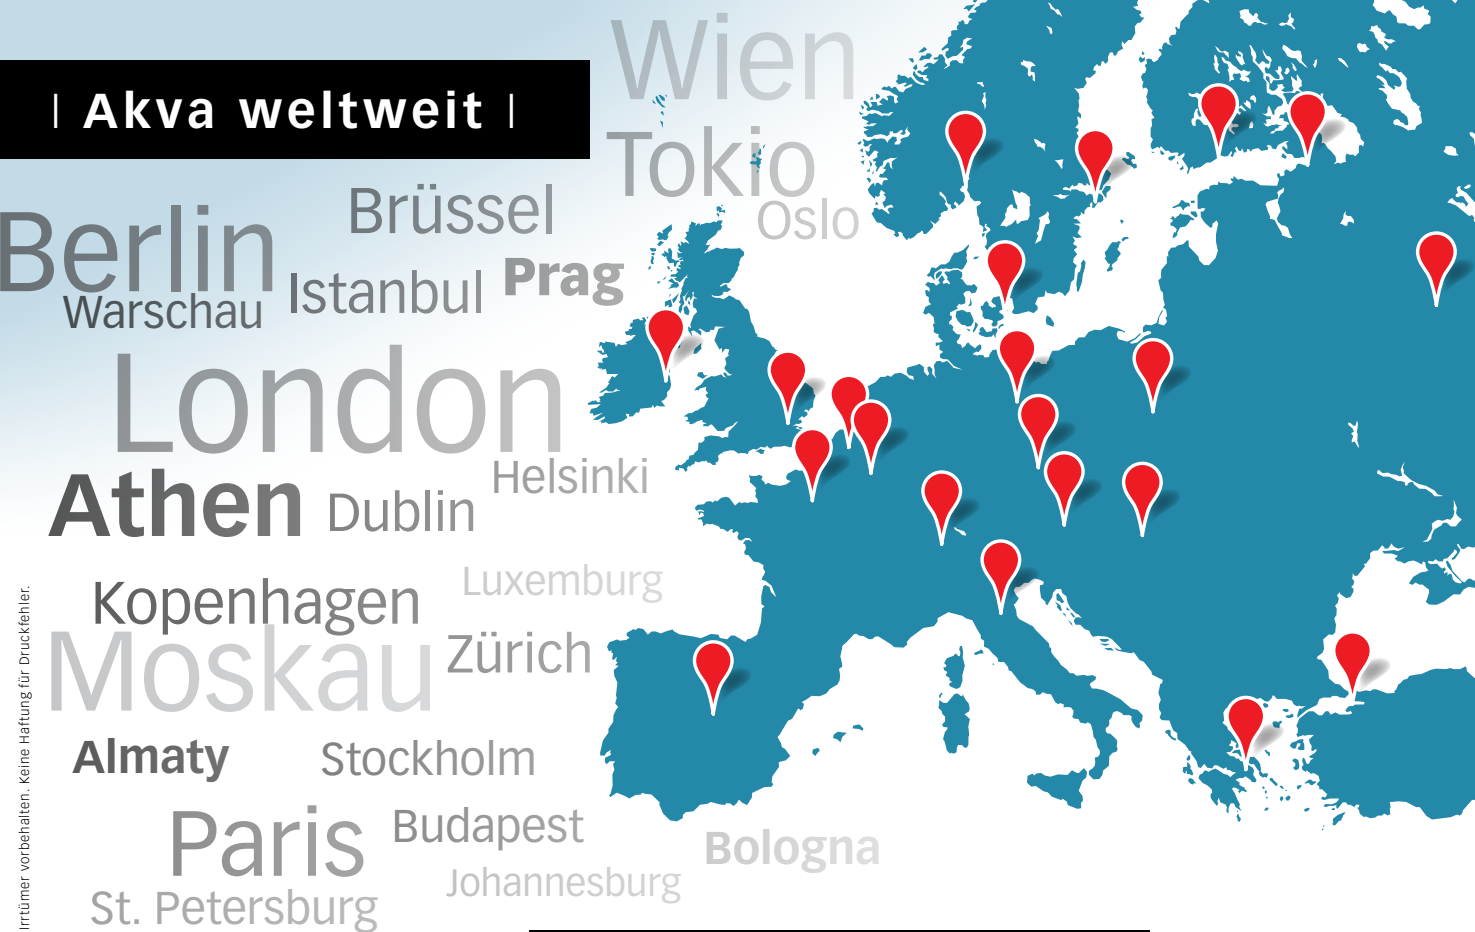 | Akva weltweit |
Wien
Tokio
Oslo
Brüssel
Berlin
Istanbul
Prag
Warschau
London
Helsinki
Athen
Dublin
Luxemburg
Kopenhagen
Zürich
Moskau
Almaty
Stockholm
Paris
Budapest
Bologna
Johannesburg
St. Petersburg
Irrtümer vorbehalten. Keine Haftung für Druckfehler.